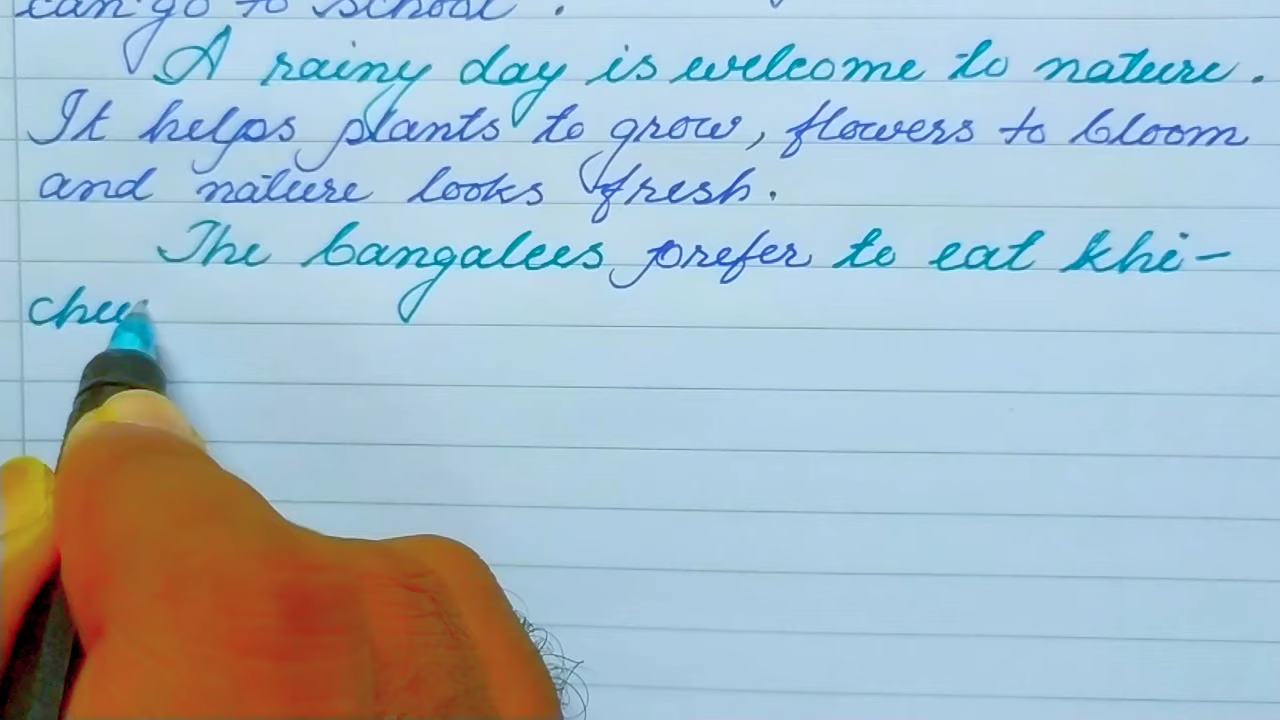 can go to school .
A rainy day is welcome to nature .
It helps plants to grow, flowers to bloom
and nature looks fresh.
The bangalees prefer to eat khi-
chu